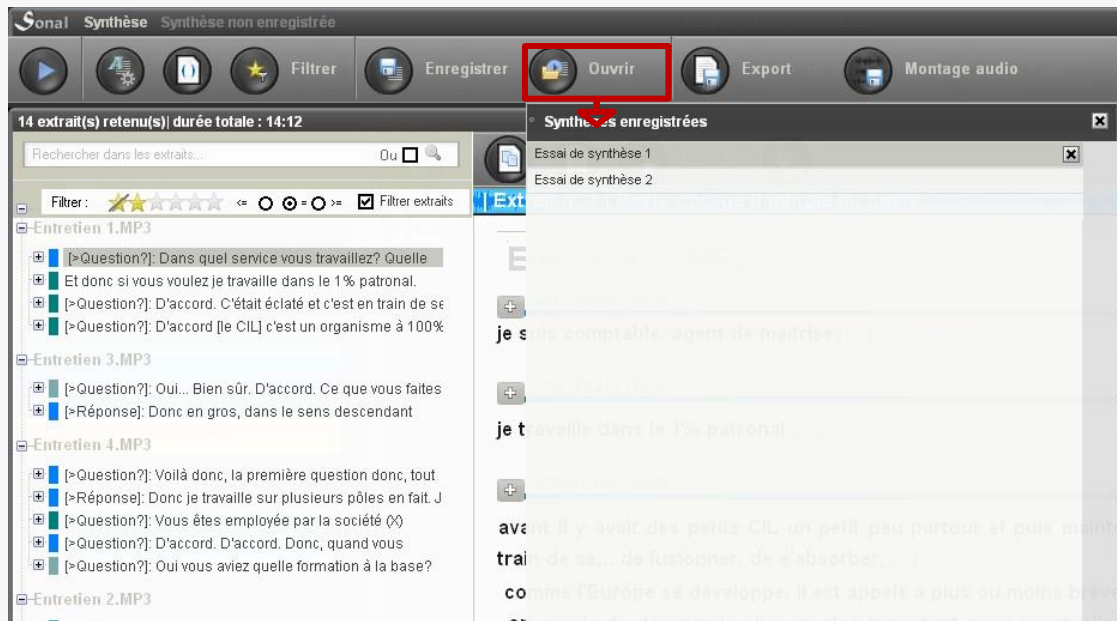 Sonal Synthèse Synthèse non enregistrée
Filtrer Enregistrer Ouvrir Export Montage audio
14 extrait(s) retenu(s)| durée totale : 14:12
Synthèses enregistrées
Rechercher dans les extraits... Ou
Essai de synthèse 1
Essai de synthèse 2
Filtrer : <= = >= Filtrer extraits
| Ext
Entretien 1.MP3
[>Question?]: Dans quel service vous travaillez? Quelle
Et donc si vous voulez je travaille dans le 1% patronal.
[>Question?]: D'accord. C'était éclaté et c'est en train de se
[>Question?]: D'accord [le CIL] c'est un organisme à 100%
Entretien 3.MP3
[>Question?]: Oui... Bien sûr. D'accord. Ce que vous faites
[>Réponse]: Donc en gros, dans le sens descendant
Entretien 4.MP3
[>Question?]: Voilà donc, la première question donc, tout
[>Réponse]: Donc je travaille sur plusieurs pôles en fait. J
[>Question?]: Vous êtes employée par la société (X)
[>Question?]: D'accord. D'accord. Donc, quand vous
[>Question?]: Oui vous aviez quelle formation à la base?
Entretien 2.MP3
je suis comptable, agent de maîtrise...
je travaille dans le 1% patronal
avant il y avait des petits CIL un petit peu partout et puis mainte
train de se... de fusionner, de s'absorber,
comme l'Europe se développe, il est appelé à plus ou moins brève